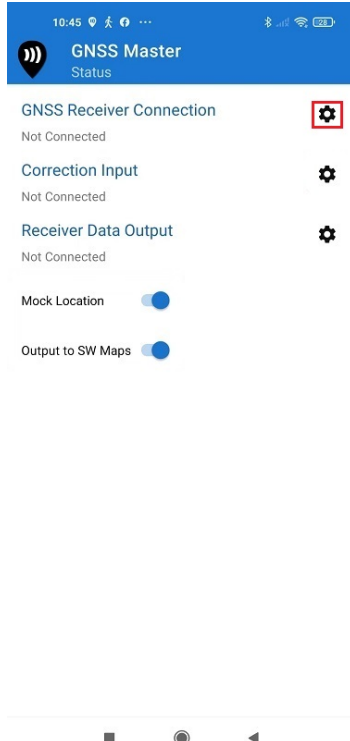 10:45 ...
28
GNSS Master
Status
GNSS Receiver Connection
Not Connected
Correction Input
Not Connected
Receiver Data Output
Not Connected
Mock Location
Output to SW Maps